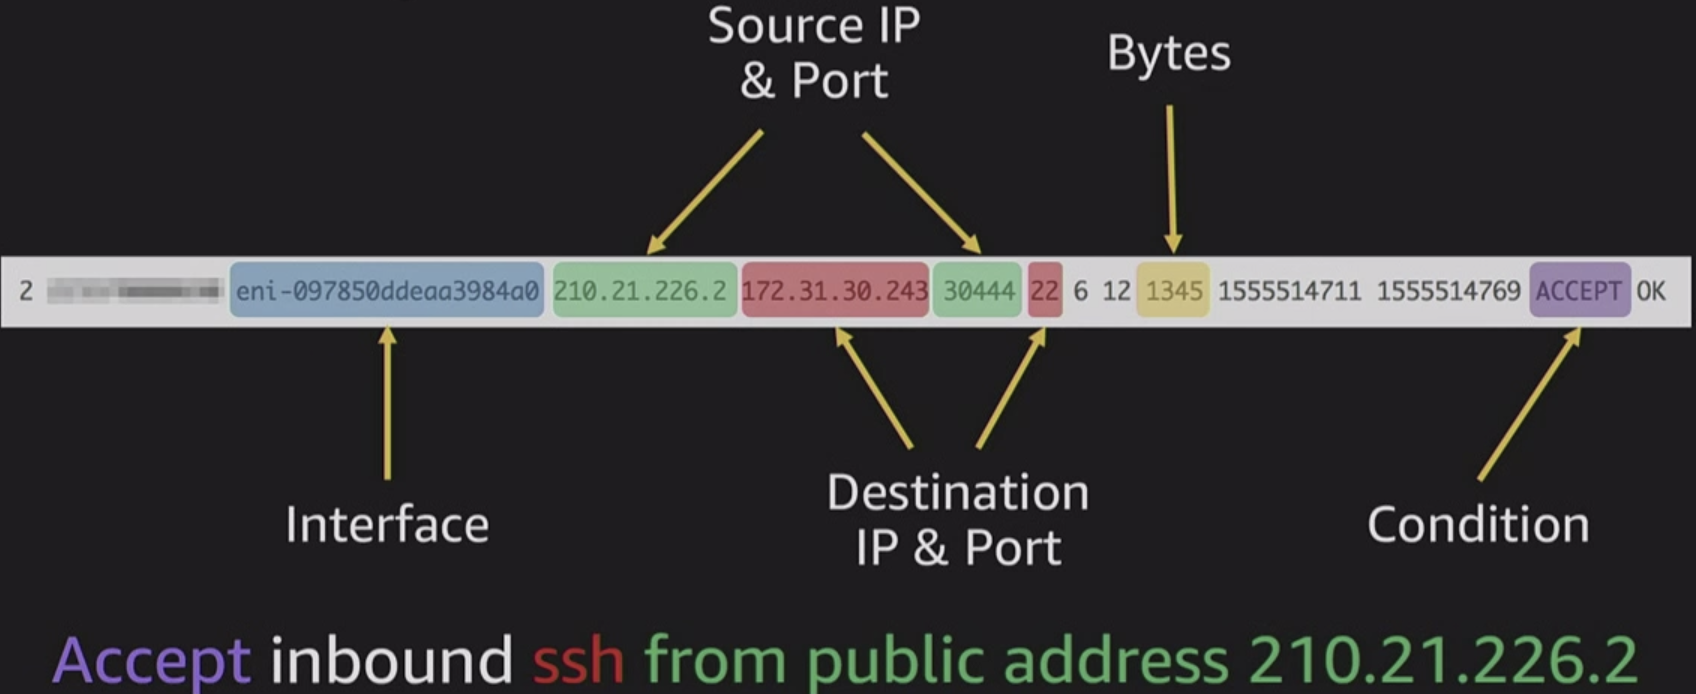 Source IP
& Port
Bytes
2 eni-097850ddeaa3984a0 210.21.226.2 172.31.30.243 30444 22 6 12 1345 1555514711 1555514769 ACCEPT OK
Interface
Destination
IP & Port
Condition
Accept inbound ssh from public address 210.21.226.2